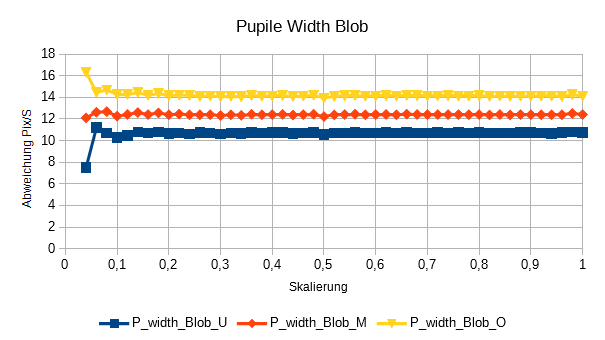 Pupile Width Blob
18
16
14
12
10
8
6
4
2
0
Abweichung Pix/S
0 0,1 0,2 0,3 0,4 0,5 0,6 0,7 0,8 0,9 1
Skalierung
P_width_Blob_U P_width_Blob_M P_width_Blob_O